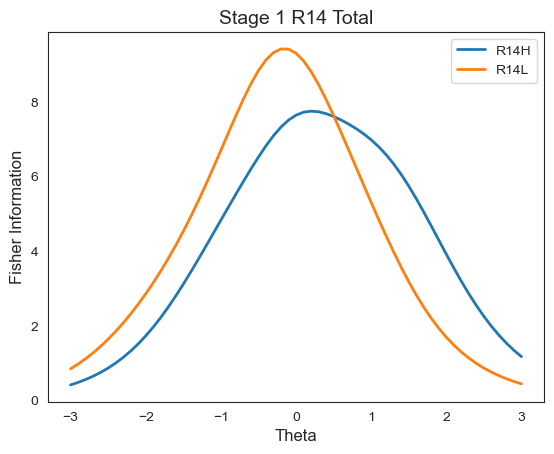 Stage 1 R14 Total
R14H
R14L
Fisher Information
8
6
4
2
0
−3
−2
−1
0
1
2
3
Theta